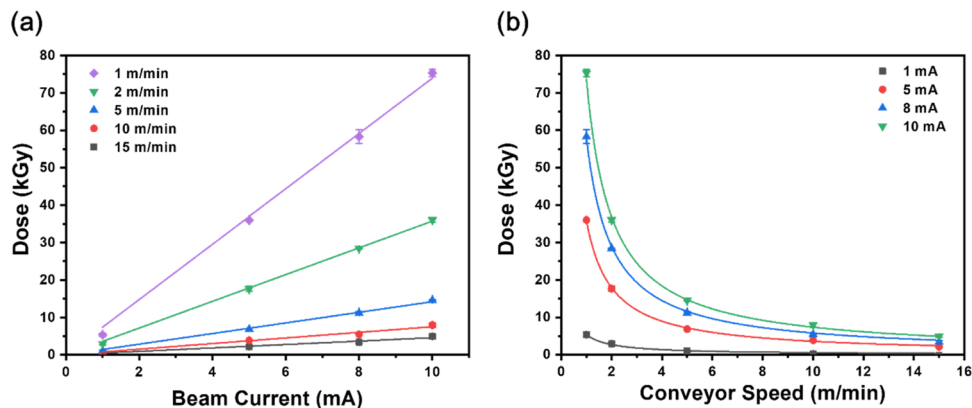 (a)
80
70
60
50
40
30
20
10
0
Dose (kGy)
1 m/min
2 m/min
5 m/min
10 m/min
15 m/min
0 2 4 6 8 10
Beam Current (mA)
(b)
80
70
60
50
40
30
20
10
0
Dose (kGy)
1 mA
5 mA
8 mA
10 mA
0 2 4 6 8 10 12 14 16
Conveyor Speed (m/min)